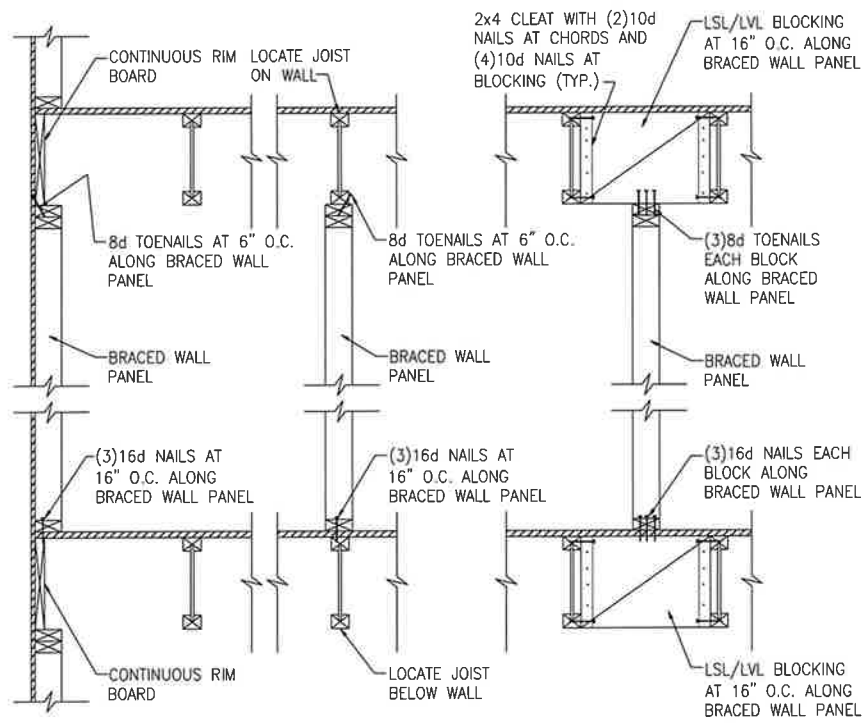 CONTINUOUS RIM
BOARD
LOCATE JOIST
ON WALL
2x4 CLEAT WITH (2)10d
NAILS AT CHORDS AND
(4)10d NAILS AT
BLOCKING (TYP.)
LSL/LVL BLOCKING
AT 16" O.C. ALONG
BRACED WALL PANEL
8d TOENAILS AT 6" O.C.
ALONG BRACED WALL
PANEL
8d TOENAILS AT 6" O.C.
ALONG BRACED WALL
PANEL
(3)8d TOENAILS
EACH BLOCK
ALONG BRACED
WALL PANEL
BRACED WALL
PANEL
BRACED WALL
PANEL
BRACED WALL
PANEL
(3)16d NAILS AT
16" O.C. ALONG
BRACED WALL PANEL
(3)16d NAILS AT
16" O.C. ALONG
BRACED WALL PANEL
(3)16d NAILS EACH
BLOCK ALONG
BRACED WALL PANEL
CONTINUOUS RIM
BOARD
LOCATE JOIST
BELOW WALL
LSL/LVL BLOCKING
AT 16" O.C. ALONG
BRACED WALL PANEL